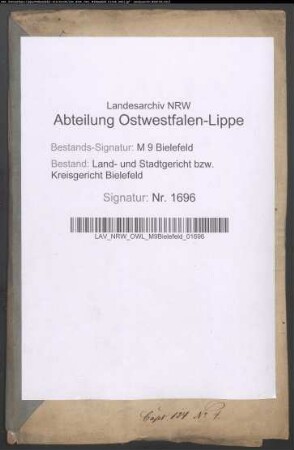 Landesarchiv NRW
Abteilung Ostwestfalen-Lippe
Bestands-Signatur: M 9 Bielefeld
Bestand: Land- und Stadtgericht bzw.
Kreisgericht Bielefeld
Signatur: Nr. 1696
LAV_NRW_OWL_M9Bielefeld_01696